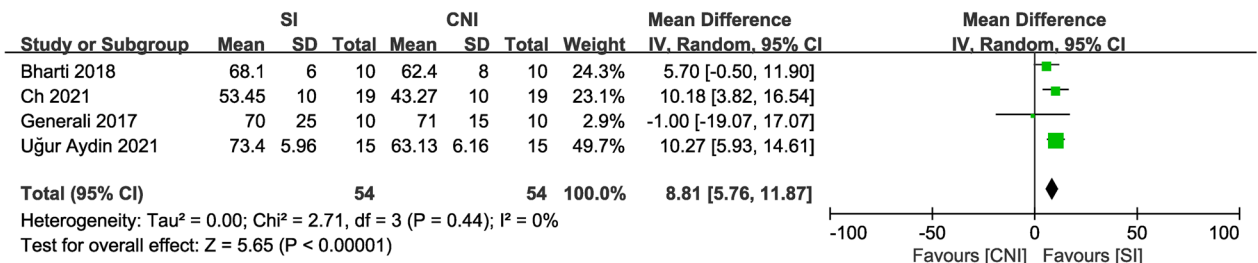 SI CNI Mean Difference Mean Difference
Study or Subgroup Mean SD Total Mean SD Total Weight IV, Random, 95% CI IV, Random, 95% CI
Bharti 2018 68.1 6 10 62.4 8 10 24.3% 5.70 [-0.50, 11.90]
Ch 2021 53.45 10 19 43.27 10 19 23.1% 10.18 [3.82, 16.54]
Generali 2017 70 25 10 71 15 10 2.9% -1.00 [-19.07, 17.07]
Uğur Aydin 2021 73.4 5.96 15 63.13 6.16 15 49.7% 10.27 [5.93, 14.61]
Total (95% CI) 54 54 100.0% 8.81 [5.76, 11.87]
Heterogeneity: Tau² = 0.00; Chi² = 2.71, df = 3 (P = 0.44); I² = 0%
Test for overall effect: Z = 5.65 (P < 0.00001)
-100 -50 0 50 100
Favours [CNI] Favours [SI]